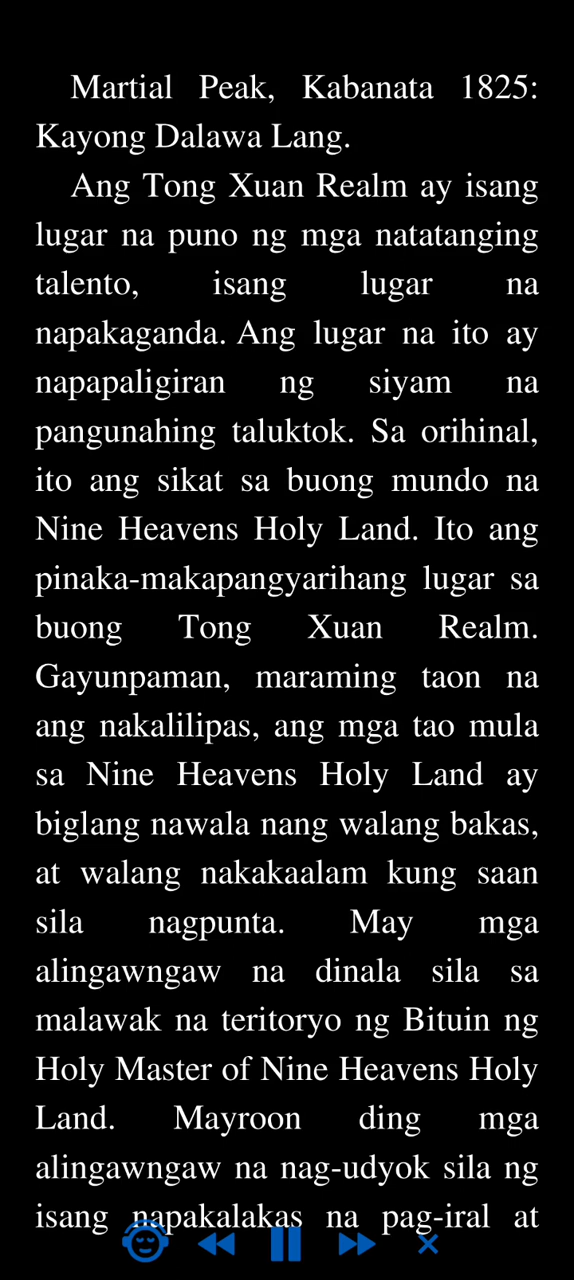 Martial Peak, Kabanata 1825:
Kayong Dalawa Lang.
Ang Tong Xuan Realm ay isang
lugar na puno ng mga natatanging
talento, isang lugar na
napakaganda. Ang lugar na ito ay
napapaligiran ng siyam na
pangunahing taluktok. Sa orihinal,
ito ang sikat sa buong mundo na
Nine Heavens Holy Land. Ito ang
pinaka-makapangyarihang lugar sa
buong Tong Xuan Realm.
Gayunpaman, maraming taon na
ang nakalilipas, ang mga tao mula
sa Nine Heavens Holy Land ay
biglang nawala nang walang bakas,
at walang nakakaalam kung saan
sila nagpunta. May mga
alingawngaw na dinala sila sa
malawak na teritoryo ng Bituin ng
Holy Master of Nine Heavens Holy
Land. Mayroon ding mga
alingawngaw na nag-udyok sila ng
isang napakalakas na pag-iral at